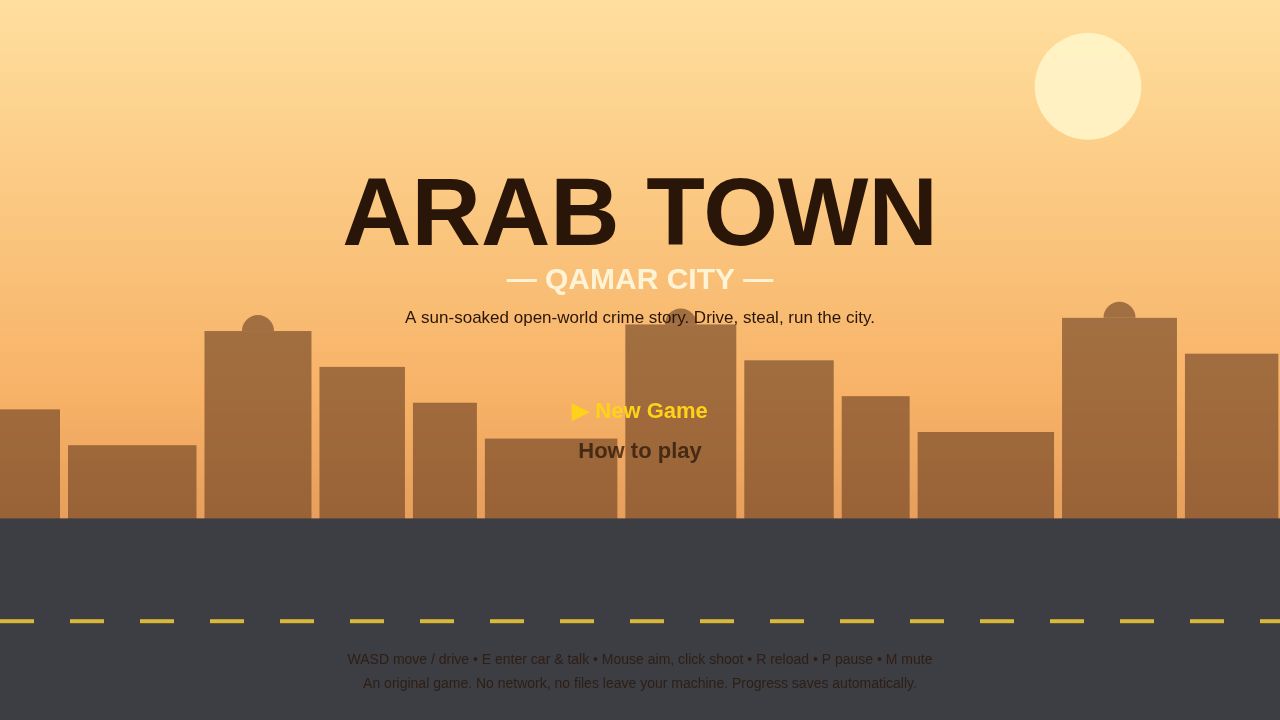 ARAB TOWN
— QAMAR CITY —
A sun-soaked open-world crime story. Drive, steal, run the city.
▶ New Game
How to play
WASD move / drive • E enter car & talk • Mouse aim, click shoot • R reload • P pause • M mute
An original game. No network, no files leave your machine. Progress saves automatically.